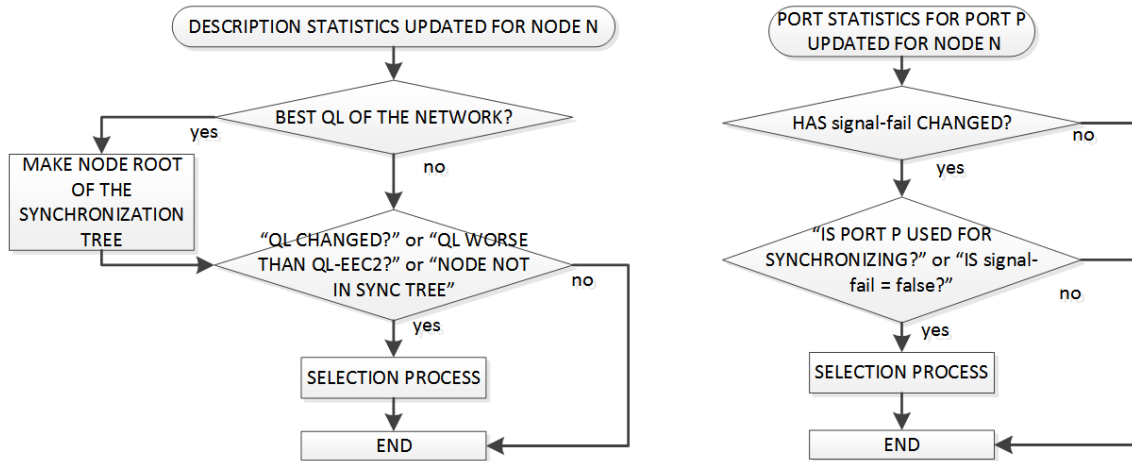 DESCRIPTION STATISTICS UPDATED FOR NODE N
BEST QL OF THE NETWORK?
yes
no
MAKE NODE ROOT
OF THE
SYNCHRONIZATION
TREE
“QL CHANGED?” or “QL WORSE
THAN QL-EEC2?” or “NODE NOT
IN SYNC TREE”
no
yes
SELECTION PROCESS
END
PORT STATISTICS FOR PORT P
UPDATED FOR NODE N
HAS signal-fail CHANGED?
no
yes
“IS PORT P USED FOR
SYNCHRONIZING?” or “IS signal-
fail = false?”
no
yes
SELECTION PROCESS
END